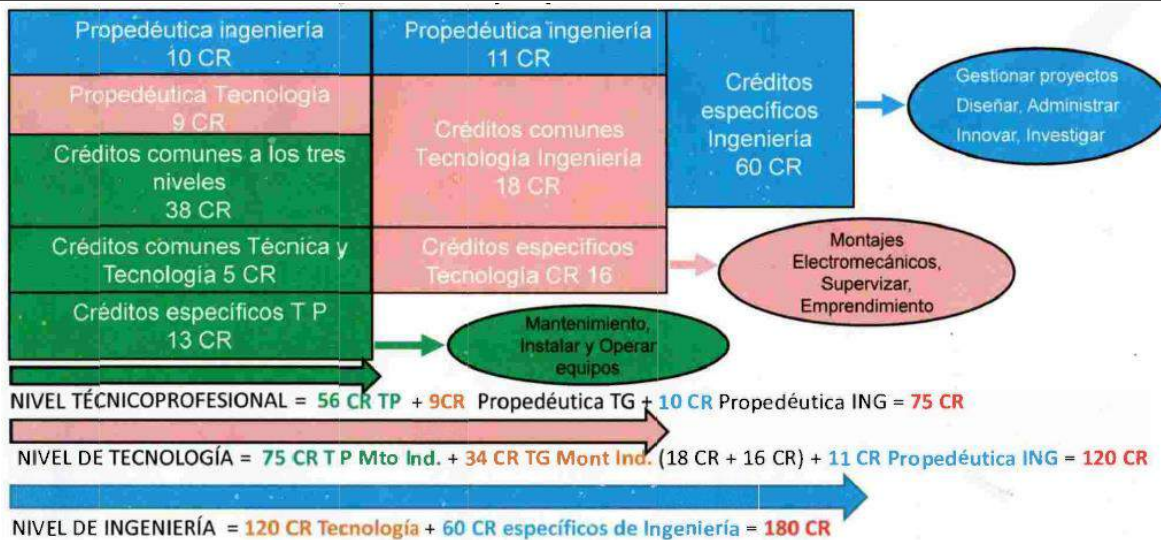 Propedéutica ingeniería
10 CR
Propedéutica Tecnología
9 CR
Créditos comunes a los tres
niveles
38 CR
Créditos comunes Técnica y
Tecnología 5 CR
Créditos específicos T P
13 CR
Propedéutica ingeniería
11 CR
Créditos comunes
Tecnología Ingeniería
18 CR
Créditos específicos
Tecnología CR 16
Créditos
específicos
Ingeniería
60 CR
Gestionar proyectos
Diseñar, Administrar
Innovar, Investigar
Montajes
Electromecánicos,
Supervizar,
Emprendimiento
Mantenimiento,
Instalar y Operar
equipos
NIVEL TÉCNICOPROFESIONAL = 56 CR TP + 9CR Propedéutica TG + 10 CR Propedéutica ING = 75 CR
NIVEL DE TECNOLOGÍA = 75 CR T P Mto Ind. + 34 CR TG Mont Ind. (18 CR + 16 CR) + 11 CR Propedéutica ING = 120 CR
NIVEL DE INGENIERÍA = 120 CR Tecnología + 60 CR específicos de Ingeniería = 180 CR